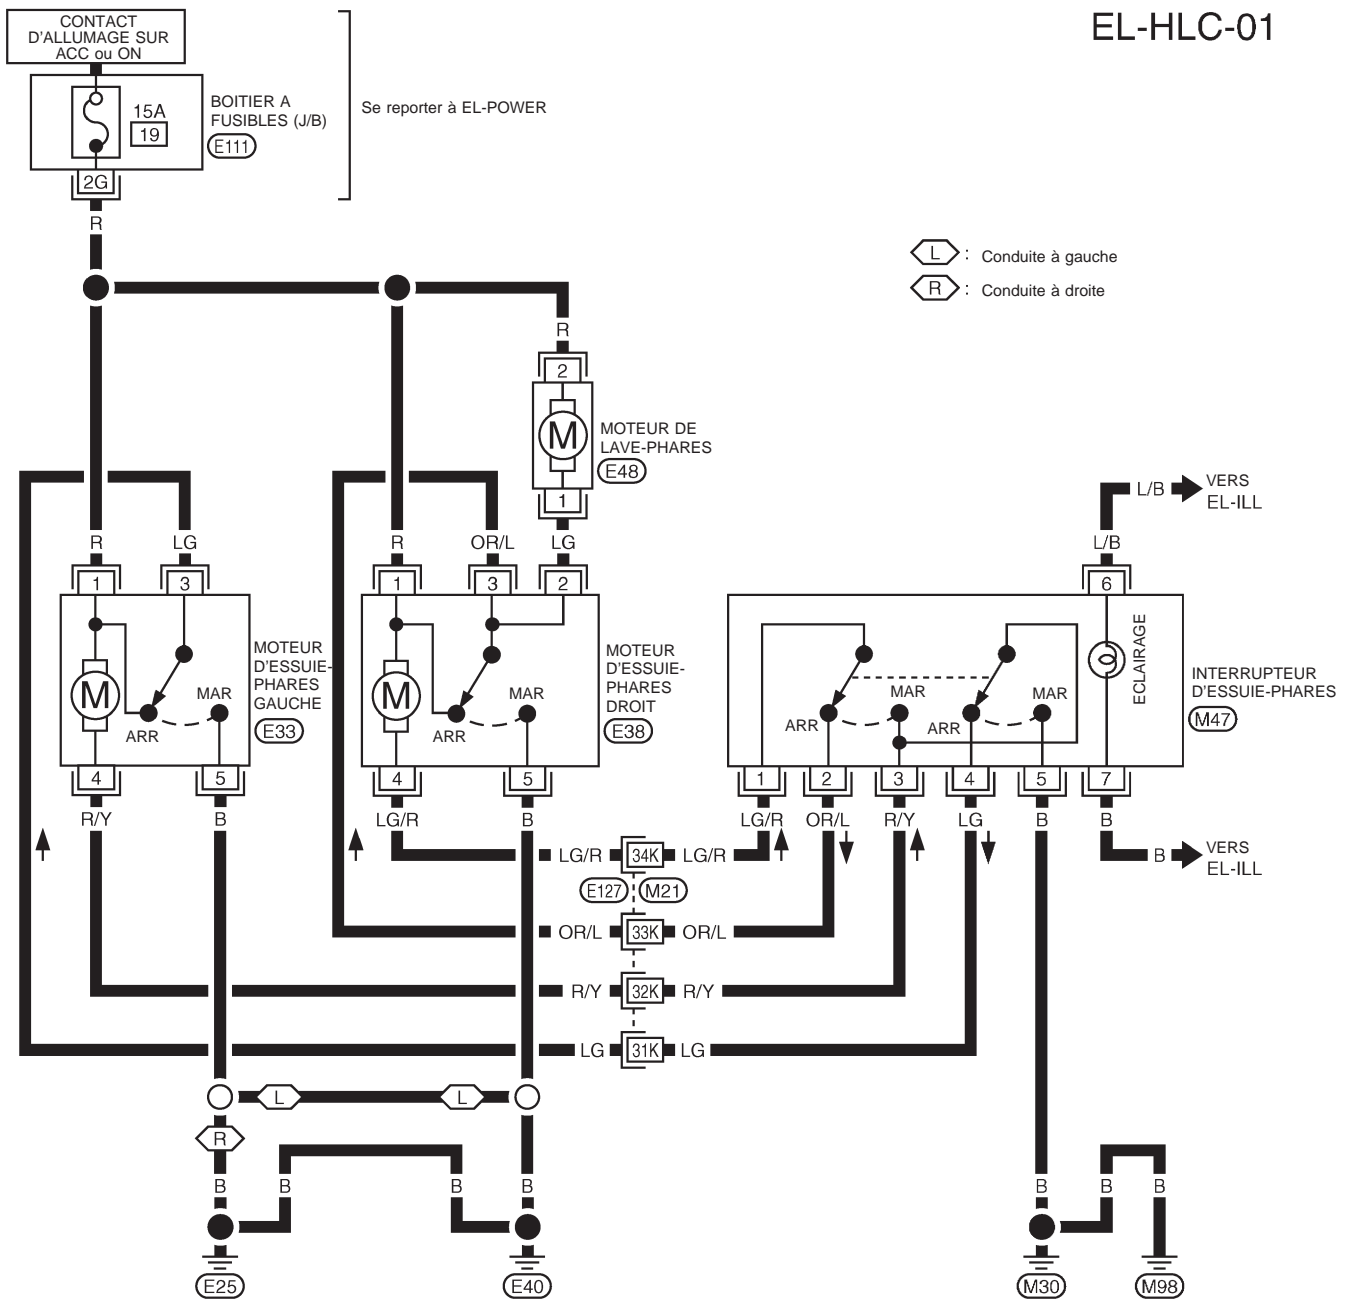 EL-HLC-01
CONTACT
D'ALLUMAGE SUR
ACC ou ON
15A
19
BOITIER A
FUSIBLES (J/B)
E111
Se reporter à EL-POWER
2G
R
L : Conduite à gauche
R : Conduite à droite
R
2
M
MOTEUR DE
LAVE-PHARES
E48
1
L/B
VERS
EL-ILL
R
LG
R
OR/L
LG
L/B
1
3
1
3
2
6
M
MAR
ARR
MOTEUR
D'ESSUIE-
PHARES
GAUCHE
E33
M
MAR
ARR
MOTEUR
D'ESSUIE-
PHARES
DROIT
E38
MAR
ARR
MAR
ARR
ECLAIRAGE
INTERRUPTEUR
D'ESSUIE-PHARES
M47
4
5
4
5
1
2
3
4
5
7
R/Y
B
LG/R
B
LG/R
OR/L
R/Y
LG
B
B
LG/R
34K
LG/R
B
VERS
EL-ILL
E127
M21
OR/L
33K
OR/L
R/Y
32K
R/Y
LG
31K
LG
L
L
R
B
B
B
B
B
B
B
E25
E40
M30
M98